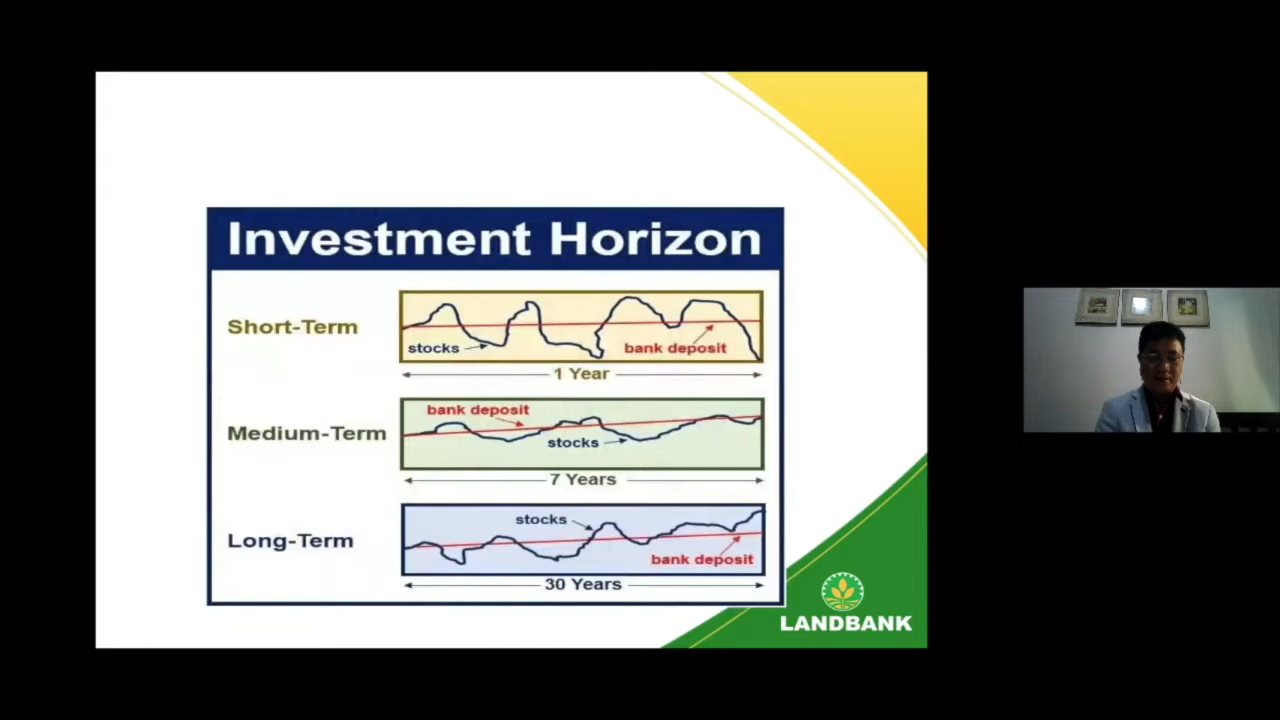 Investment Horizon
Short-Term
stocks
bank deposit
1 Year
Medium-Term
bank deposit
stocks
7 Years
Long-Term
stocks
bank deposit
30 Years
LANDBANK